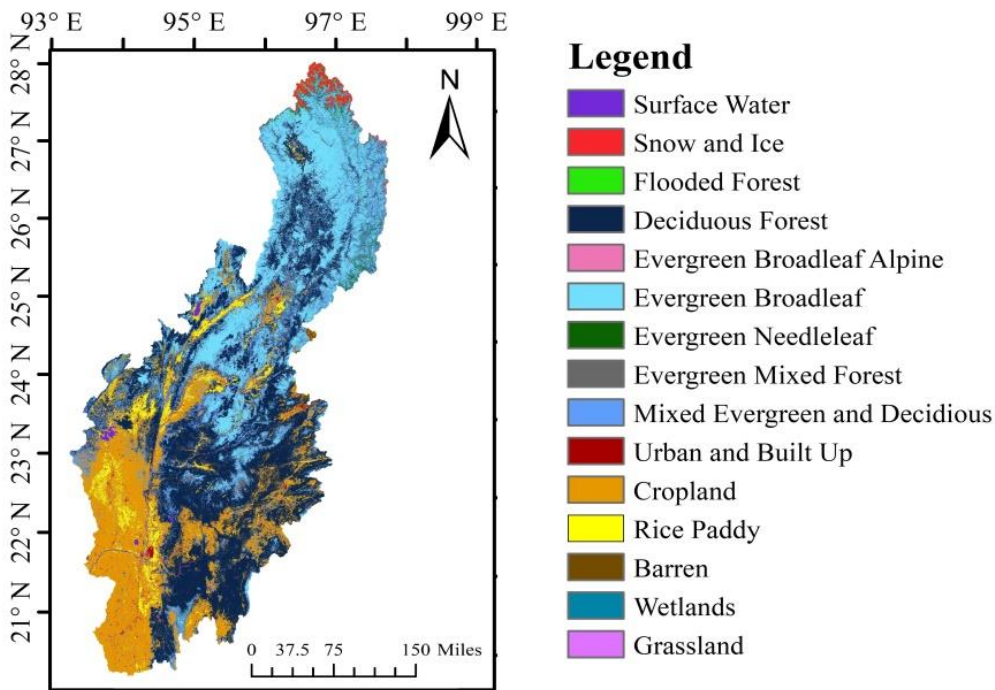 93° E 95° E 97° E 99° E
28° N
27° N
26° N
25° N
24° N
23° N
22° N
21° N
N
0 37.5 75 150 Miles
Legend
Surface Water
Snow and Ice
Flooded Forest
Deciduous Forest
Evergreen Broadleaf Alpine
Evergreen Broadleaf
Evergreen Needleleaf
Evergreen Mixed Forest
Mixed Evergreen and Decidious
Urban and Built Up
Cropland
Rice Paddy
Barren
Wetlands
Grassland